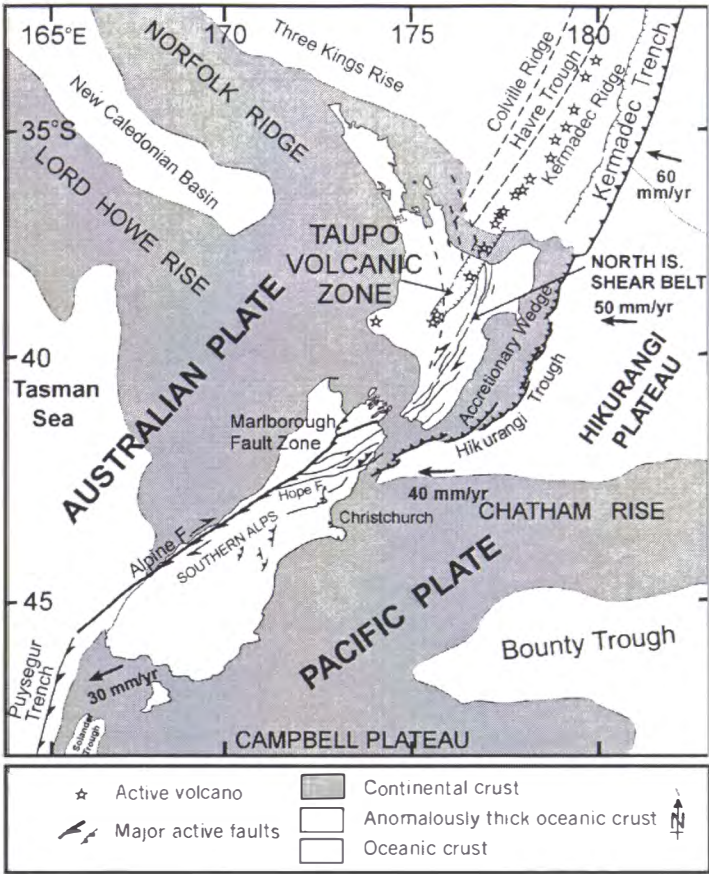 165°E 170 175 180
NORFOLK RIDGE
Three Kings Rise
Colville Ridge
Havre Trough
Kermadec Ridge
Kermadec Trench
New Caledonian Basin
35°S
LORD HOWE RISE
60
mm/yr
TAUPO
VOLCANIC
ZONE
NORTH IS.
SHEAR BELT
50 mm/yr
40
AUSTRALIAN PLATE
Accretionary Wedge
Hikurangi Trough
HIKURANGI
PLATEAU
Tasman
Sea
Marlborough
Fault Zone
Hope F.
40 mm/yr
Christchurch
CHATHAM RISE
Alpine F.
SOUTHERN ALPS
45
PACIFIC PLATE
Bounty Trough
Puysegur
Trench
30 mm/yr
Solander
Trough
CAMPBELL PLATEAU
Active volcano
Major active faults
Continental crust
Anomalously thick oceanic crust
Oceanic crust
N